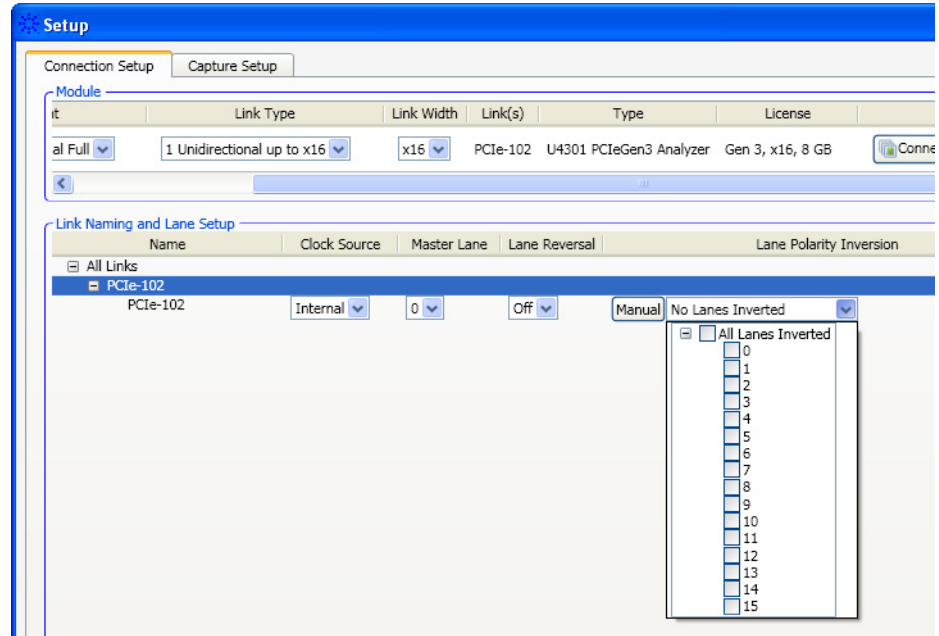 Setup
Connection Setup Capture Setup
Module
Link Type Link Width Link(s) Type License
al Full 1 Unidirectional up to x16 x16 PCIe-102 U4301 PCIeGen3 Analyzer Gen 3, x16, 8 GB Conne
Link Naming and Lane Setup
Name Clock Source Master Lane Lane Reversal Lane Polarity Inversion
All Links
PCIe-102
PCIe-102 Internal 0 Off Manual No Lanes Inverted
All Lanes Inverted
0
1
2
3
4
5
6
7
8
9
10
11
12
13
14
15